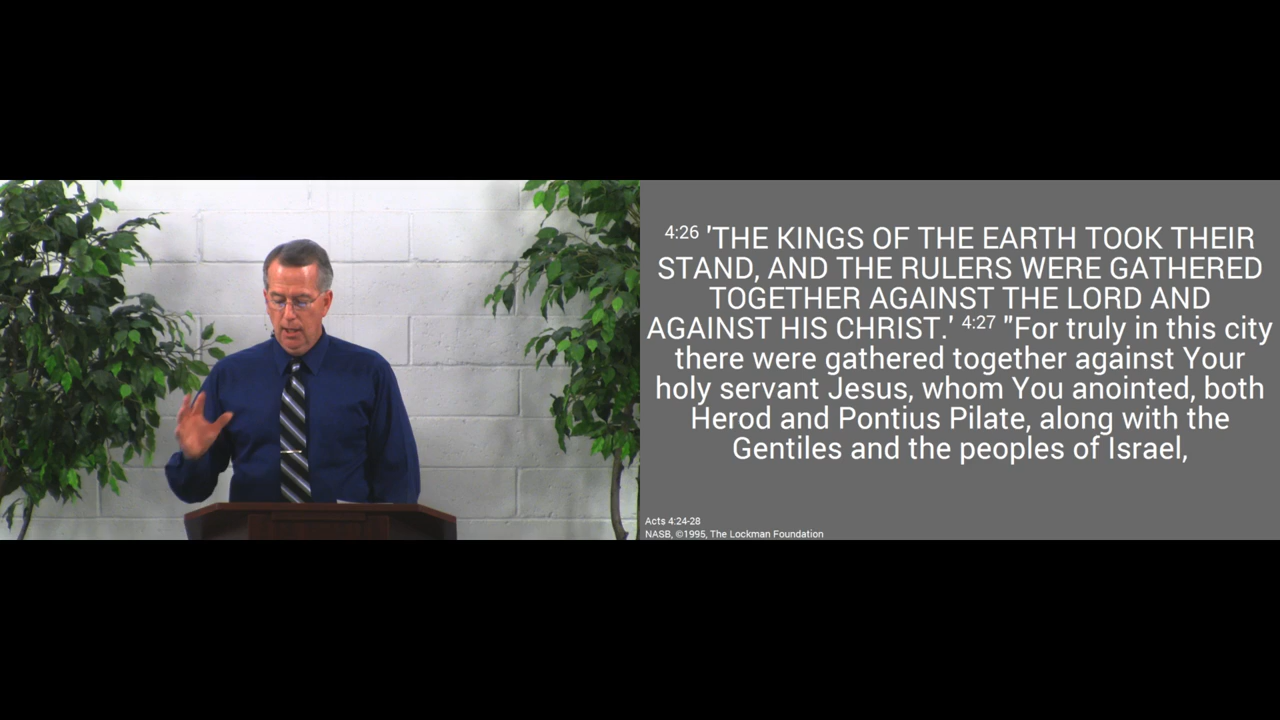 4:26 'THE KINGS OF THE EARTH TOOK THEIR
STAND, AND THE RULERS WERE GATHERED
TOGETHER AGAINST THE LORD AND
AGAINST HIS CHRIST.' 4:27 "For truly in this city
there were gathered together against Your
holy servant Jesus, whom You anointed, both
Herod and Pontius Pilate, along with the
Gentiles and the peoples of Israel,
Acts 4:24-28
NASB, ©1995, The Lockman Foundation